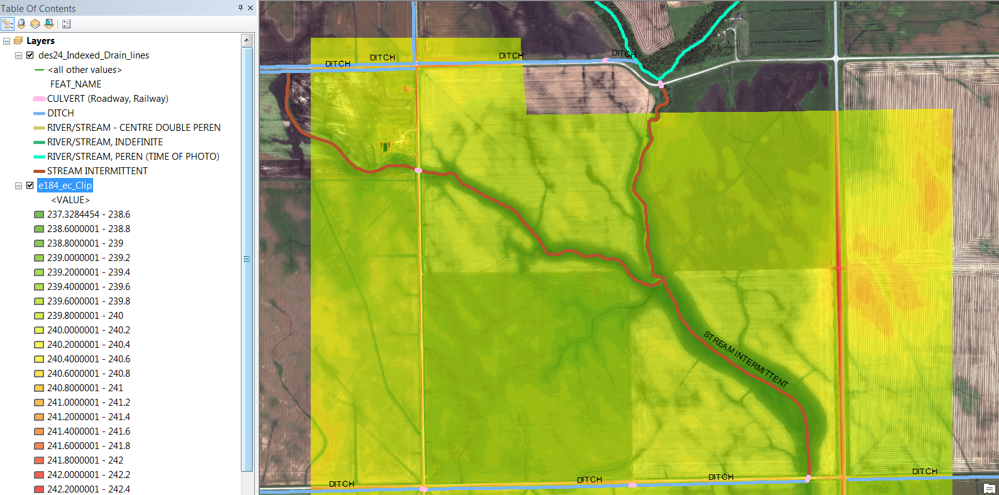 Table Of Contents
Layers
des24_Indexed_Drain_lines
<all other values>
FEAT_NAME
CULVERT (Roadway, Railway)
DITCH
RIVER/STREAM - CENTRE DOUBLE PEREN
RIVER/STREAM, INDEFINITE
RIVER/STREAM, PEREN (TIME OF PHOTO)
STREAM INTERMITTENT
e184_ec_Clip
<VALUE>
237.3284454 - 238.6
238.6000001 - 238.8
238.8000001 - 239
239.0000001 - 239.2
239.2000001 - 239.4
239.4000001 - 239.6
239.6000001 - 239.8
239.8000001 - 240
240.0000001 - 240.2
240.2000001 - 240.4
240.4000001 - 240.6
240.6000001 - 240.8
240.8000001 - 241
241.0000001 - 241.2
241.2000001 - 241.4
241.4000001 - 241.6
241.6000001 - 241.8
241.8000001 - 242
242.0000001 - 242.2
242.2000001 - 242.4
DITCH
DITCH
DITCH
DITCH
STREAM INTERMITTENT
DITCH
DITCH
DITCH
DITCH